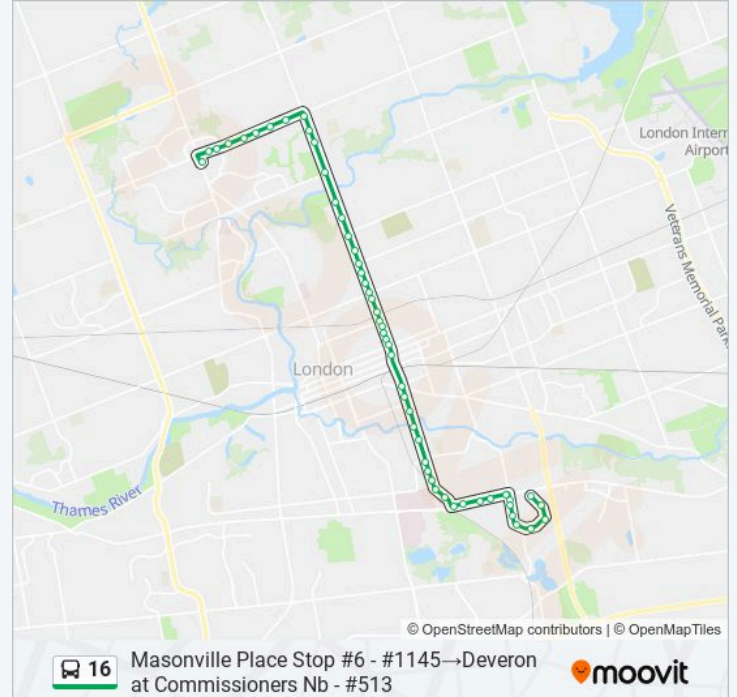 London Intern
Airport
Veterans Memorial Park
London
Thames River
© OpenStreetMap contributors | © OpenMapTiles
16
Masonville Place Stop #6 - #1145→Deveron
at Commissioners Nb - #513
moovit